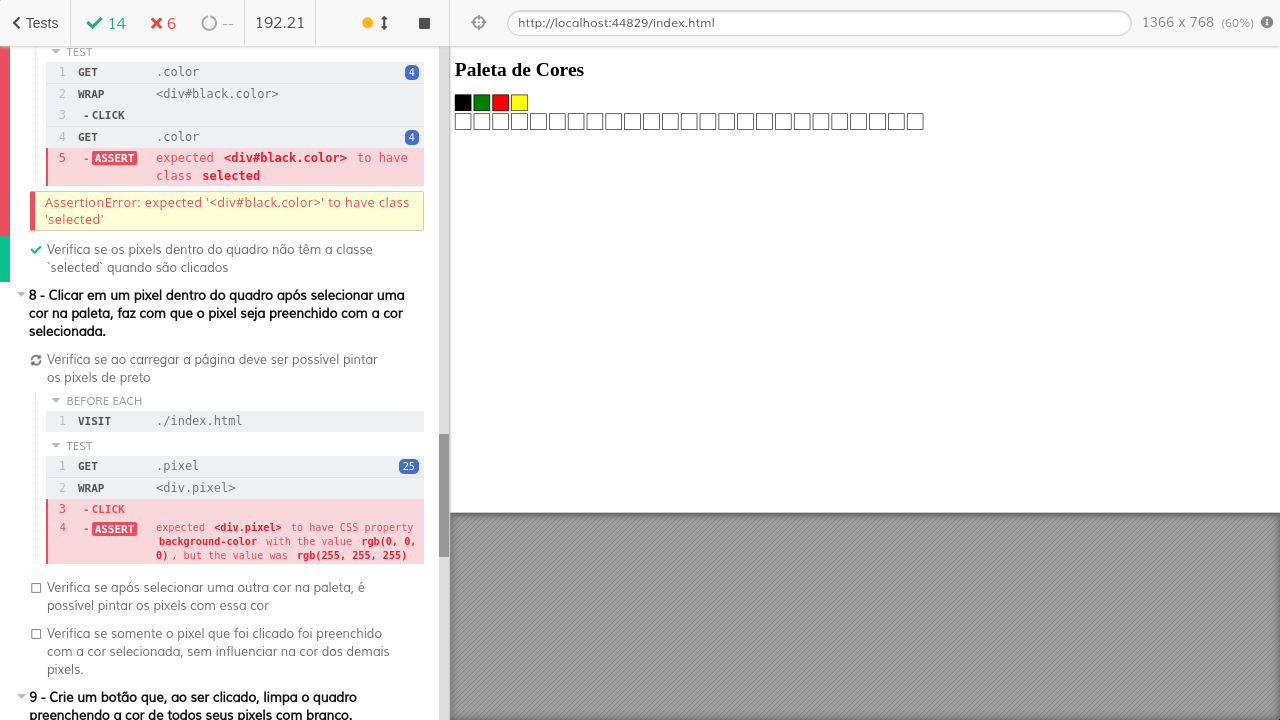 Tests 14 6 -- 192.21
http://localhost:44829/index.html 1366 x 768 (60%)
TEST
1 GET .color 4
2 WRAP <div#black.color>
3 -CLICK
4 GET .color 4
5 -ASSERT expected <div#black.color> to have
class selected
AssertionError: expected '<div#black.color>' to have class
'selected'
Verifica se os pixels dentro do quadro não têm a classe
`selected` quando são clicados
8 - Clicar em um pixel dentro do quadro após selecionar uma
cor na paleta, faz com que o pixel seja preenchido com a cor
selecionada.
Verifica se ao carregar a página deve ser possível pintar
os pixels de preto
BEFORE EACH
1 VISIT ./index.html
TEST
1 GET .pixel 25
2 WRAP <div.pixel>
3 -CLICK
4 -ASSERT expected <div.pixel> to have CSS property
background-color with the value rgb(0, 0,
0), but the value was rgb(255, 255, 255)
Verifica se após selecionar uma outra cor na paleta, é
possível pintar os pixels com essa cor
Verifica se somente o pixel que foi clicado foi preenchido
com a cor selecionada, sem influenciar na cor dos demais
pixels.
9 - Crie um botão que, ao ser clicado, limpa o quadro
preenchendo a cor de todos seus pixels com branco.
Paleta de Cores